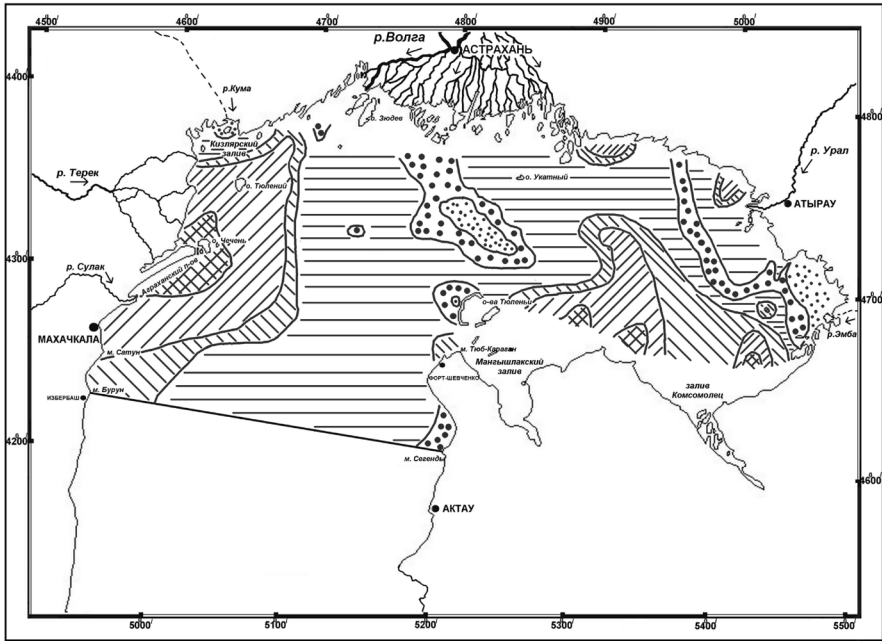 4500'
4600'
4700'
4800'
4900'
5000'
р.Волга
АСТРАХАНЬ
4400'
4800'
р.Кума
о. Зюдев
Кизлярский
залив
р. Урал
р. Терек
о. Тюлений
о. Укатный
АТЫРАУ
о. Чечень
4300'
р. Сулак
Аграханский п-ов
4700'
о-ва Тюленьи
МАХАЧКАЛА
р.Эмба
м. Сатун
м. Тюб-Караган
Мангышлакский
залив
ФОРТ-ШЕВЧЕНКО
м. Бурун
залив
Комсомолец
ИЗБЕРБАШ
4200'
м. Сегенды
4600'
АКТАУ
5000'
5100'
5200'
5300'
5400'
5500'